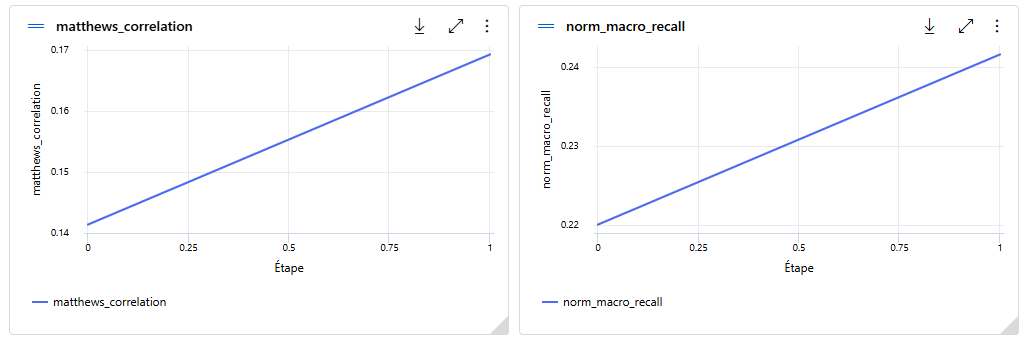 matthews_correlation
0.17
0.16
0.15
0.14
matthews_correlation
0
0.25
0.5
0.75
1
Étape
matthews_correlation
norm_macro_recall
0.24
0.23
0.22
norm_macro_recall
0
0.25
0.5
0.75
1
Étape
norm_macro_recall